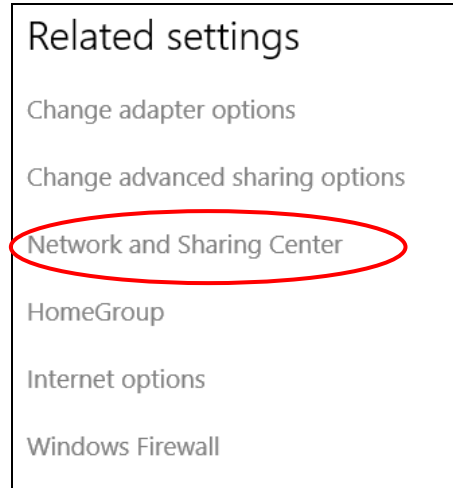 Related settings
Change adapter options
Change advanced sharing options
Network and Sharing Center
HomeGroup
Internet options
Windows Firewall